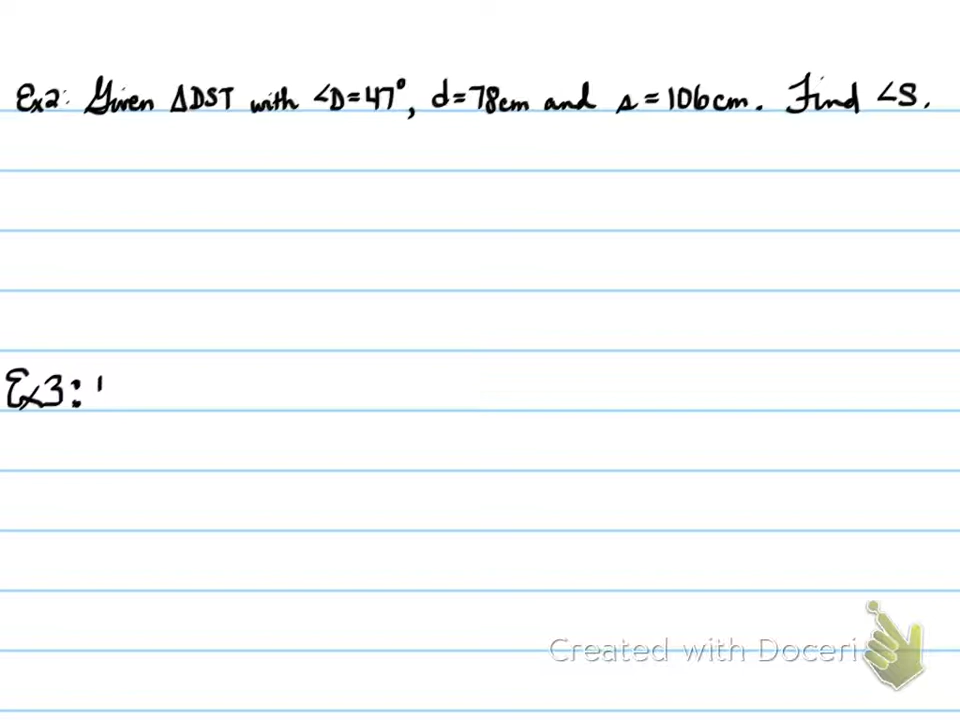 Ex2: Given ΔDST with ∠D=47°, d=78cm and s=106cm. Find ∠S.
Ex3:
Created with Doceri